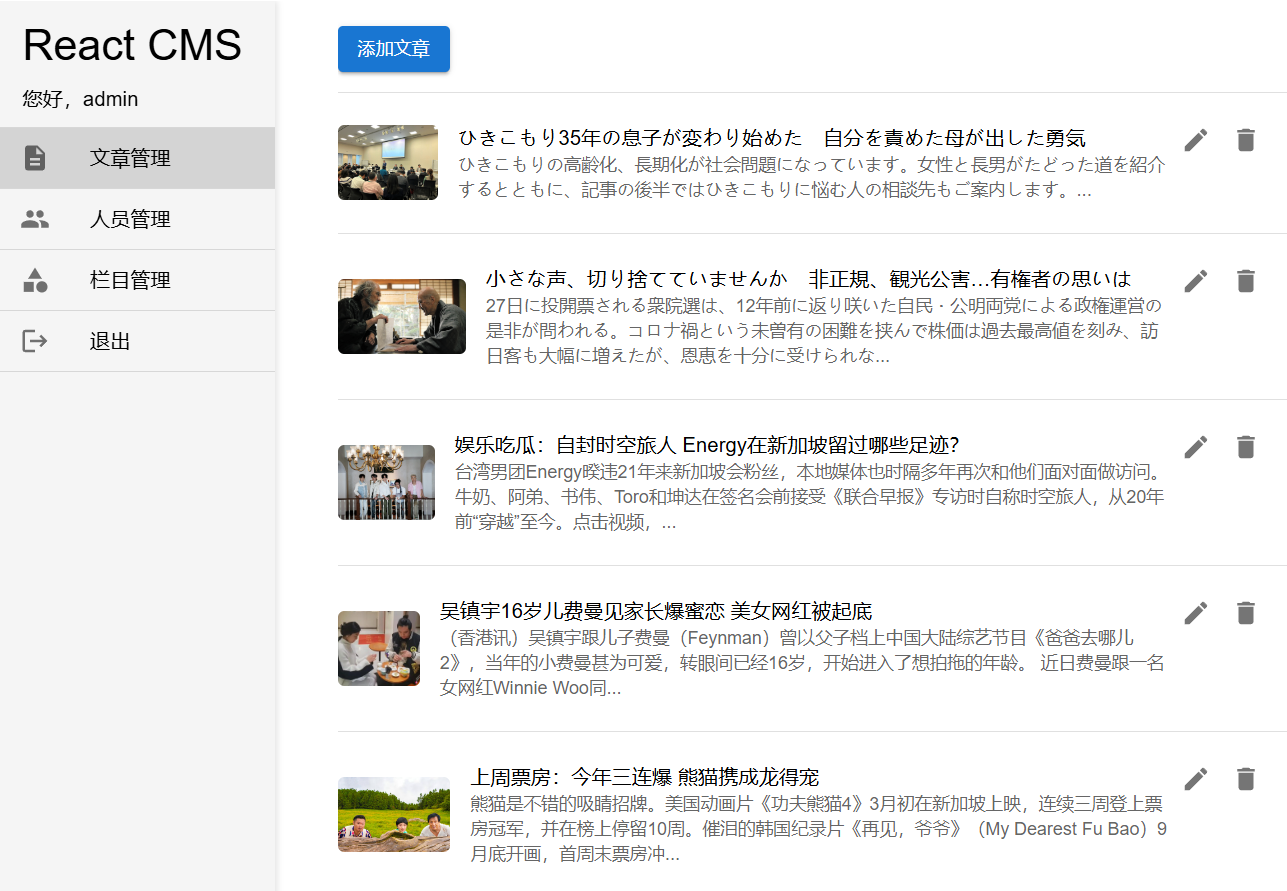 React CMS
您好，admin
文章管理
人员管理
栏目管理
退出
添加文章
ひきこもり35年の息子が変わり始めた　自分を責めた母が出した勇気
ひきこもりの高齢化、長期化が社会問題になっています。女性と長男がたどった道を紹介
するとともに、記事の後半ではひきこもりに悩む人の相談先もご案内します。...
小さな声、切り捨てていませんか　非正規、観光公害…有権者の思いは
27日に投開票される衆院選は、12年前に返り咲いた自民・公明両党による政権運営の
是非が問われる。コロナ禍という未曽有の困難を挟んで株価は過去最高値を刻み、訪
日客も大幅に増えたが、恩恵を十分に受けられな...
娱乐吃瓜：自封时空旅人 Energy在新加坡留过哪些足迹？
台湾男团Energy暌违21年来新加坡会粉丝，本地媒体也时隔多年再次和他们面对面做访问。
牛奶、阿弟、书伟、Toro和坤达在签名会前接受《联合早报》专访时自称时空旅人，从20年
前“穿越”至今。点击视频，...
吴镇宇16岁儿费曼见家长爆蜜恋 美女网红被起底
（香港讯）吴镇宇跟儿子费曼（Feynman）曾以父子档上中国大陆综艺节目《爸爸去哪儿
2》，当年的小费曼甚为可爱，转眼间已经16岁，开始进入了想拍拖的年龄。 近日费曼跟一名
女网红Winnie Woo同...
上周票房：今年三连爆 熊猫携成龙得宠
熊猫是不错的吸睛招牌。美国动画片《功夫熊猫4》3月初在新加坡上映，连续三周登上票
房冠军，并在榜上停留10周。催泪的韩国纪录片《再见，爷爷》（My Dearest Fu Bao）9
月底开画，首周末票房冲...